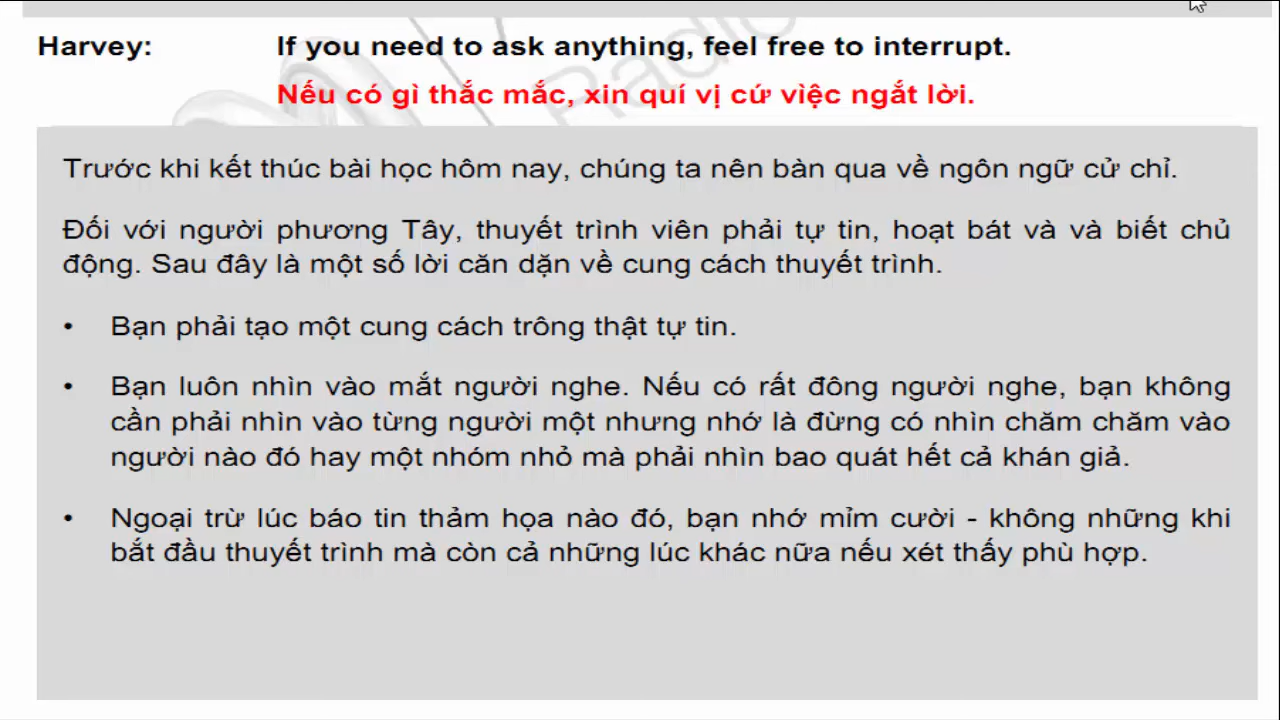 Harvey: If you need to ask anything, feel free to interrupt.
Nếu có gì thắc mắc, xin quí vị cứ vìệc ngắt lời.
Radio
Trước khi kết thúc bài học hôm nay, chúng ta nên bàn qua về ngôn ngữ cử chỉ.
Đối với người phương Tây, thuyết trình viên phải tự tin, hoạt bát và và biết chủ
động. Sau đây là một số lời căn dặn về cung cách thuyết trình.
• Bạn phải tạo một cung cách trông thật tự tin.
• Bạn luôn nhìn vào mắt người nghe. Nếu có rất đông người nghe, bạn không
cần phải nhìn vào từng người một nhưng nhớ là đừng có nhìn chăm chăm vào
người nào đó hay một nhóm nhỏ mà phải nhìn bao quát hết cả khán giả.
• Ngoại trừ lúc báo tin thảm họa nào đó, bạn nhớ mỉm cười - không những khi
bắt đầu thuyết trình mà còn cả những lúc khác nữa nếu xét thấy phù hợp.